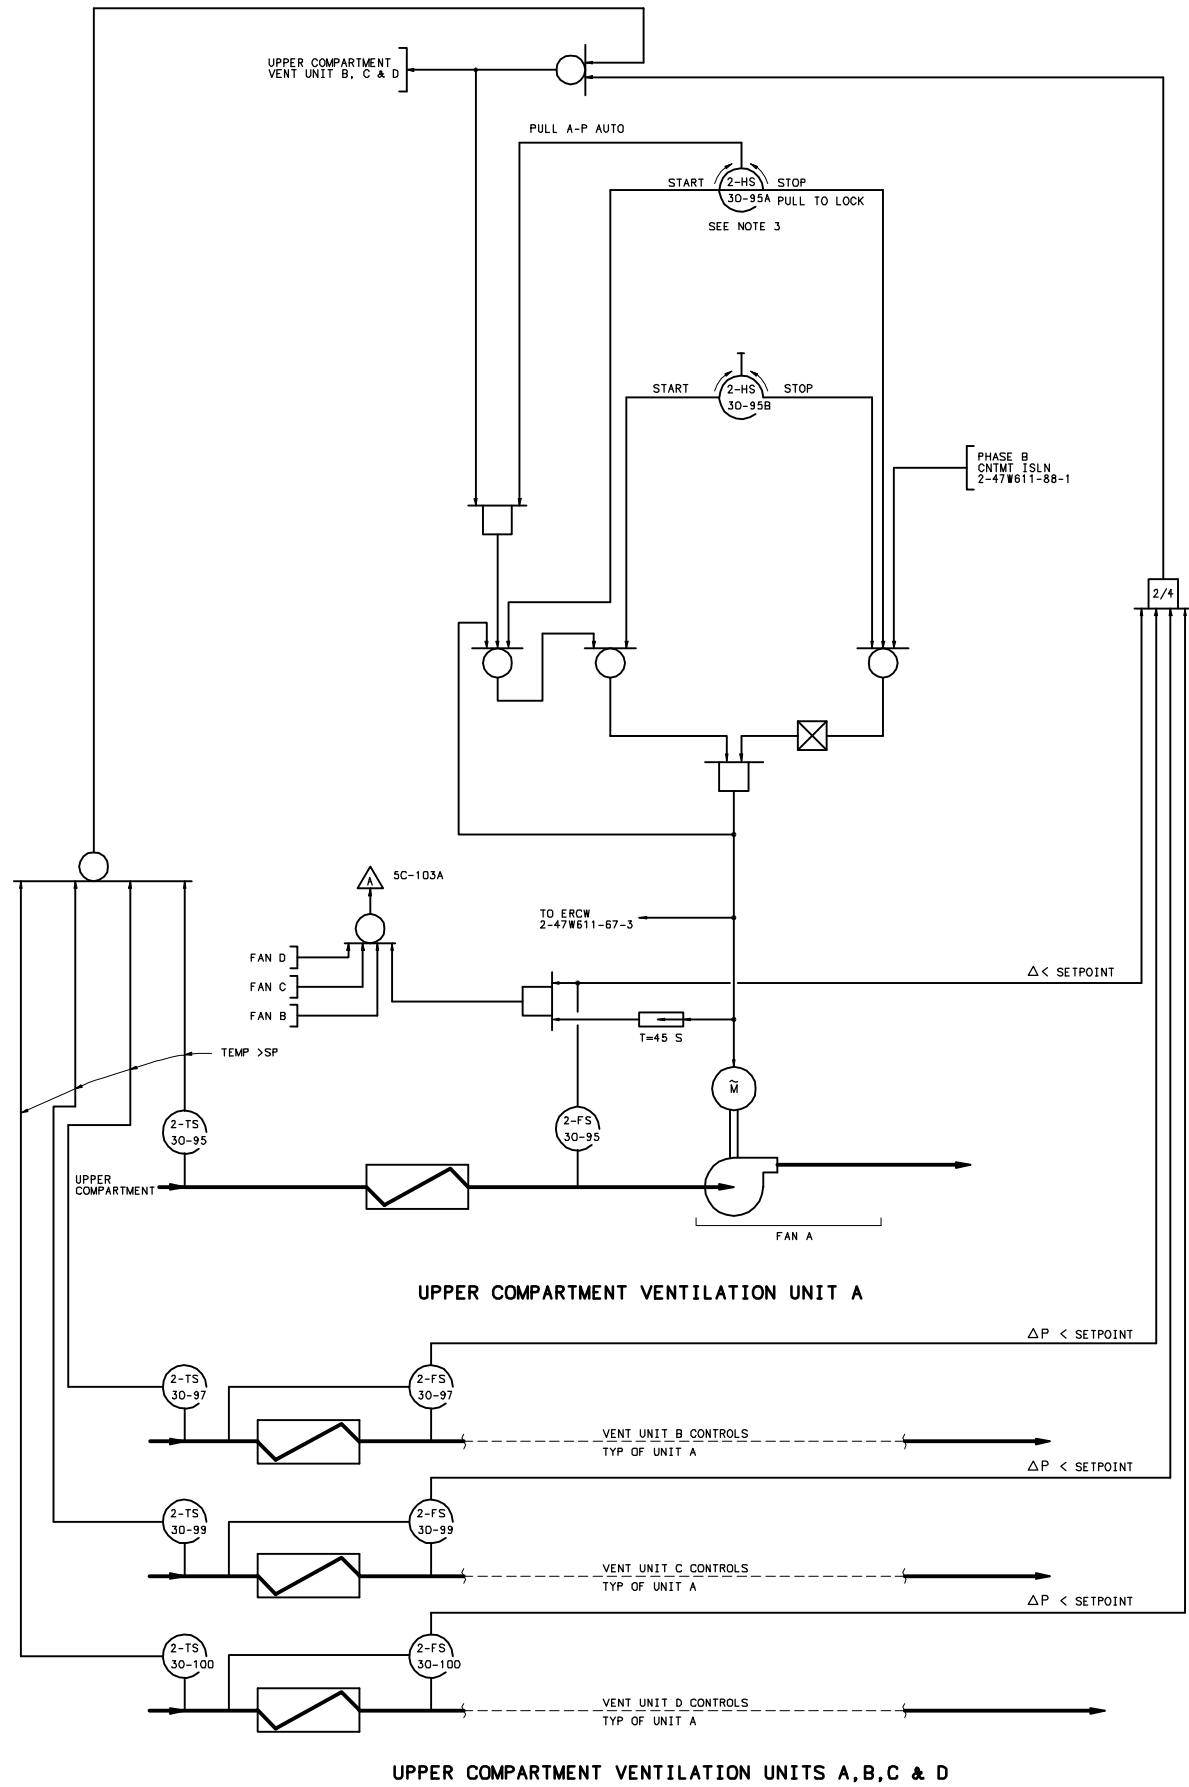 UPPER COMPARTMENT
VENT UNIT B, C & D
PULL A-P AUTO
START
2-HS
30-95A
STOP
PULL TO LOCK
SEE NOTE 3
START
2-HS
30-95B
STOP
PHASE B
CNTMT ISLN
2-47W611-88-1
2/4
A
5C-103A
TO ERCW
2-47W611-67-3
FAN D
FAN C
FAN B
△< SETPOINT
T=45 S
TEMP >SP
~
M
2-TS
30-95
2-FS
30-95
UPPER
COMPARTMENT
FAN A
UPPER COMPARTMENT VENTILATION UNIT A
△P < SETPOINT
2-TS
30-97
2-FS
30-97
VENT UNIT B CONTROLS
TYP OF UNIT A
△P < SETPOINT
2-TS
30-99
2-FS
30-99
VENT UNIT C CONTROLS
TYP OF UNIT A
△P < SETPOINT
2-TS
30-100
2-FS
30-100
VENT UNIT D CONTROLS
TYP OF UNIT A
UPPER COMPARTMENT VENTILATION UNITS A,B,C & D